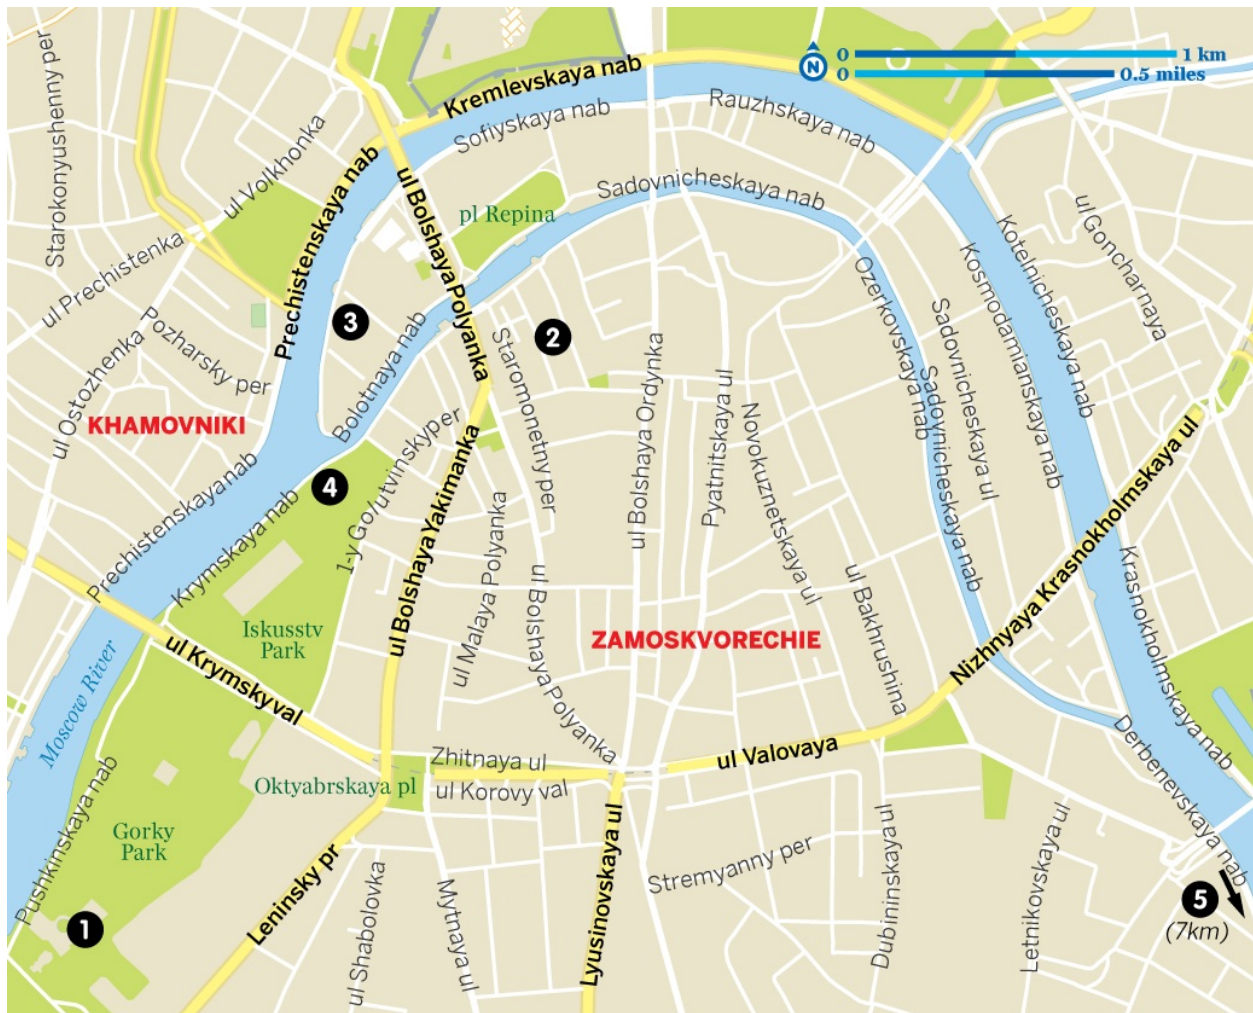 Starokonyushenny per
Kremlevskaya nab
N
0
1 km
0
0.5 miles
Sofiyskaya nab
Rauzhskaya nab
ul Volkhonka
Prechistenskaya nab
ul Bolshaya Polyanka
pl Repina
Sadovnicheskaya nab
ul Prechistenka
Pozharsky per
ul Ostozhenka
3
Bolotnaya nab
2
Staromonetny per
ul Goncharnaya
Kotelnicheskaya nab
Kosmodamianskaya nab
Ozerkovskaya nab
Sadovnicheskaya ul
Sadovnicheskaya nab
KHAMOVNIKI
ul Bolshaya Ordynka
Pyatnitskaya ul
Novokuznetskaya ul
1-y Go/utvinskyper
ul Bolshaya Yakimanka
4
Prechistenskaya nab
Krymskaya nab
ul Malaya Polyanka
ul Bolshaya Polyanka
ul Bakhrushina
Nizhnyaya Krasnokholmskaya ul
Krasnokholmskaya nab
Iskusstv
Park
ZAMOSKVORECHIE
ul Krymsky val
Moscow River
Zhitnaya ul
ul Korovy val
ul Valovaya
Oktyabrskaya pl
Derbenevskaya nab
Pushkinskaya nab
Gorky
Park
Leninsky pr
ul Shabolovka
Mytnaya ul
Lyusinovskaya ul
Stremyanny per
Dubininskaya ul
Letnikovskaya ul
1
5
(7km)